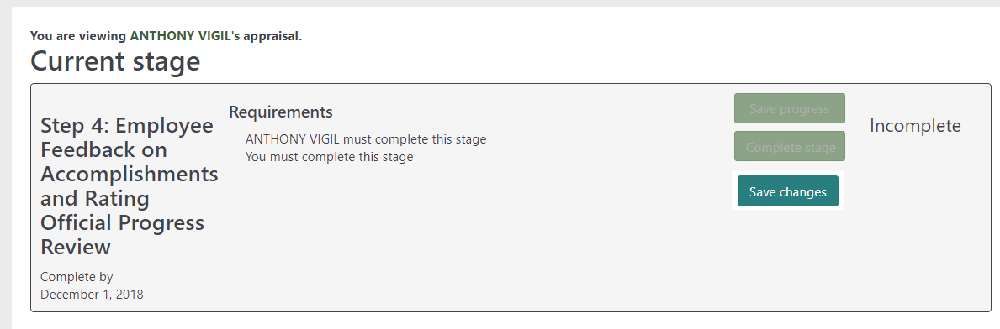 You are viewing ANTHONY VIGIL's appraisal.
Current stage
Step 4: Employee
Feedback on
Accomplishments
and Rating
Official Progress
Review
Complete by
December 1, 2018
Requirements
ANTHONY VIGIL must complete this stage
You must complete this stage
Save progress
Complete stage
Save changes
Incomplete